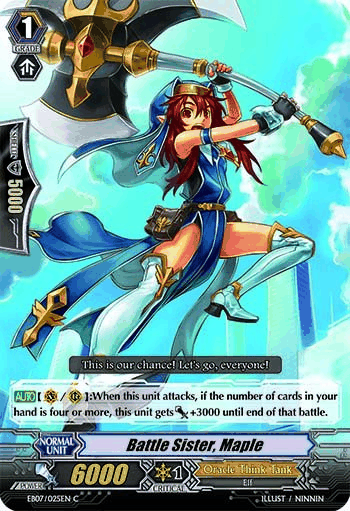 1
GRADE
5000
This is our chance! Let's go, everyone!
AUTO[ / ]:When this unit attacks, if the number of cards in your
hand is four or more, this unit gets +3000 until end of that battle.
NORMAL
UNIT
Battle Sister, Maple
6000
1
Oracle Think Tank
Elf
POWER
CRITICAL
EB07/025EN C
ILLUST / NINNIN